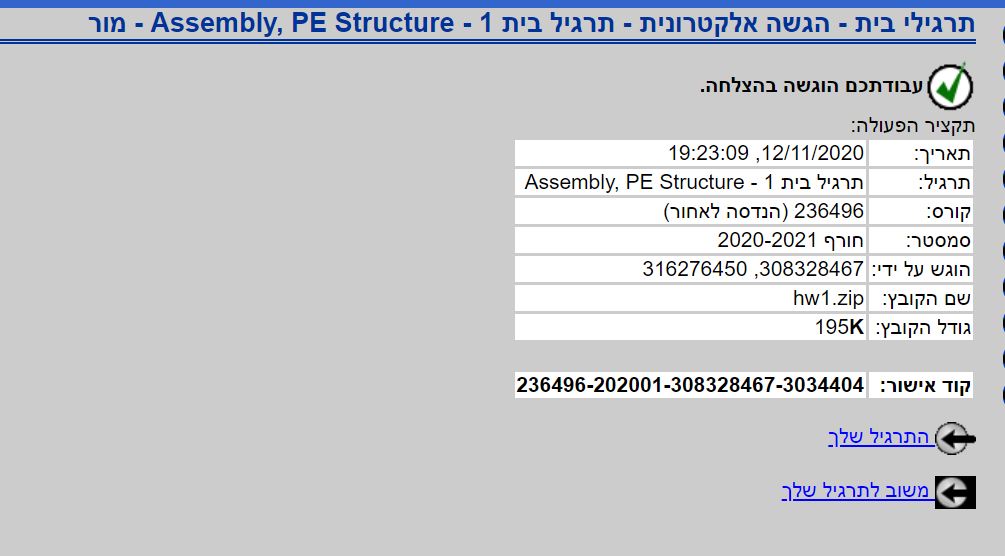 תרגילי בית - הגשה אלקטרונית - תרגיל בית 1 - Assembly, PE Structure - מור
עבודתכם הוגשה בהצלחה.
תקציר הפעולה:
תאריך: 12/11/2020, 19:23:09
תרגיל: תרגיל בית 1 - Assembly, PE Structure
קורס: 236496 (הנדסה לאחור)
סמסטר: חורף 2020-2021
הוגש על ידי: 308328467, 316276450
שם הקובץ: hw1.zip
גודל הקובץ: 195K
קוד אישור: 236496-202001-308328467-3034404
התרגיל שלך
משוב לתרגיל שלך